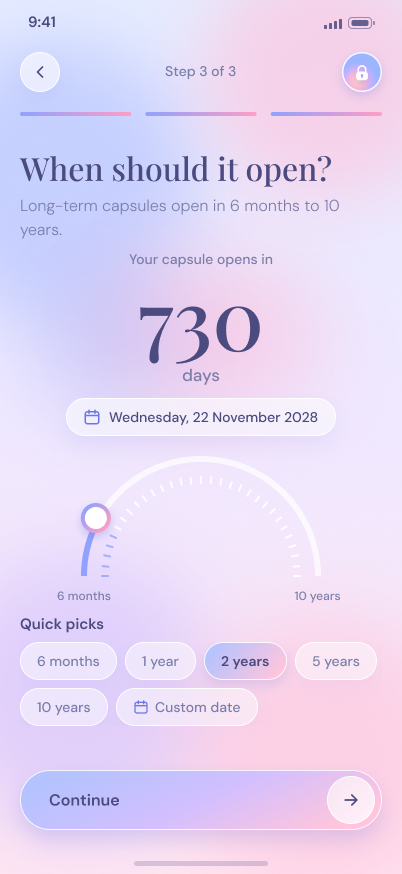 9:41
Step 3 of 3
When should it open?
Long-term capsules open in 6 months to 10
years.
Your capsule opens in
730
days
Wednesday, 22 November 2028
6 months
10 years
Quick picks
6 months
1 year
2 years
5 years
10 years
Custom date
Continue